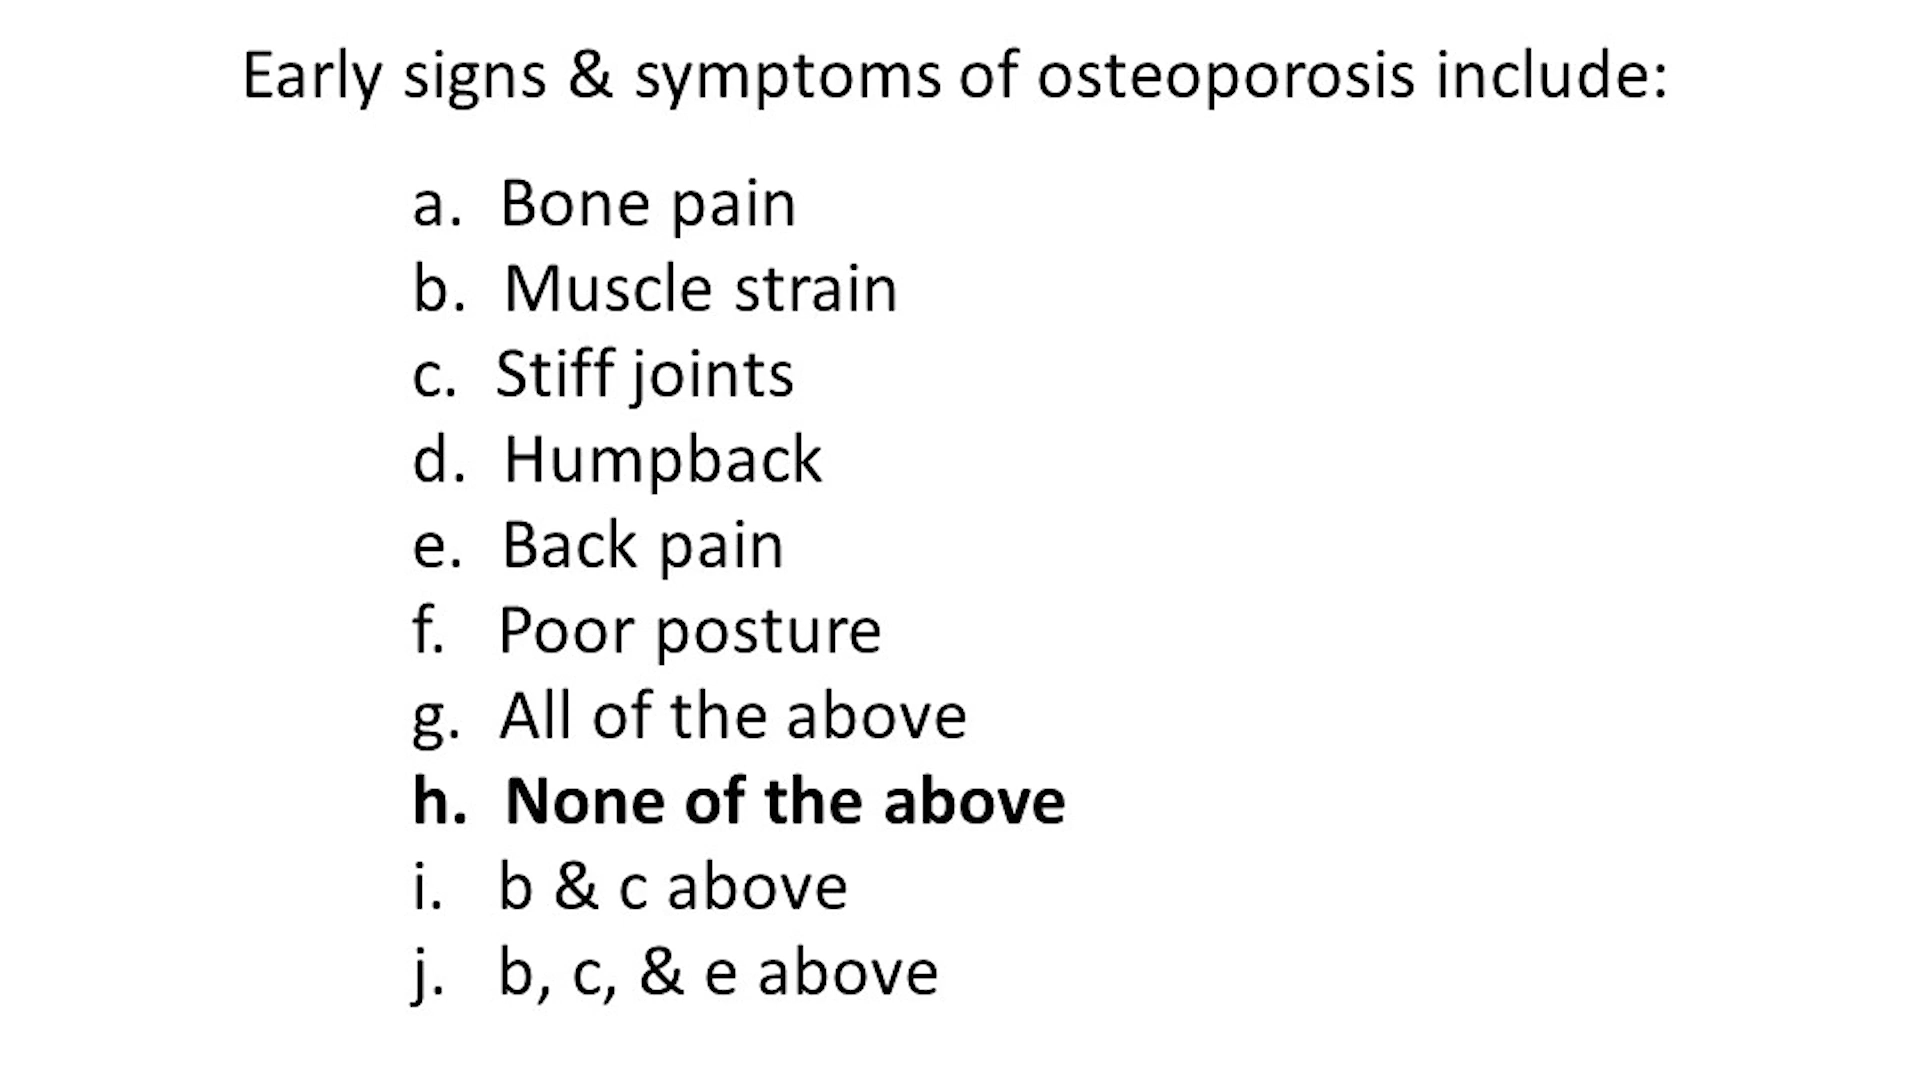 Early signs & symptoms of osteoporosis include:
a. Bone pain
b. Muscle strain
c. Stiff joints
d. Humpback
e. Back pain
f. Poor posture
g. All of the above
h. None of the above
i. b & c above
j. b, c, & e above